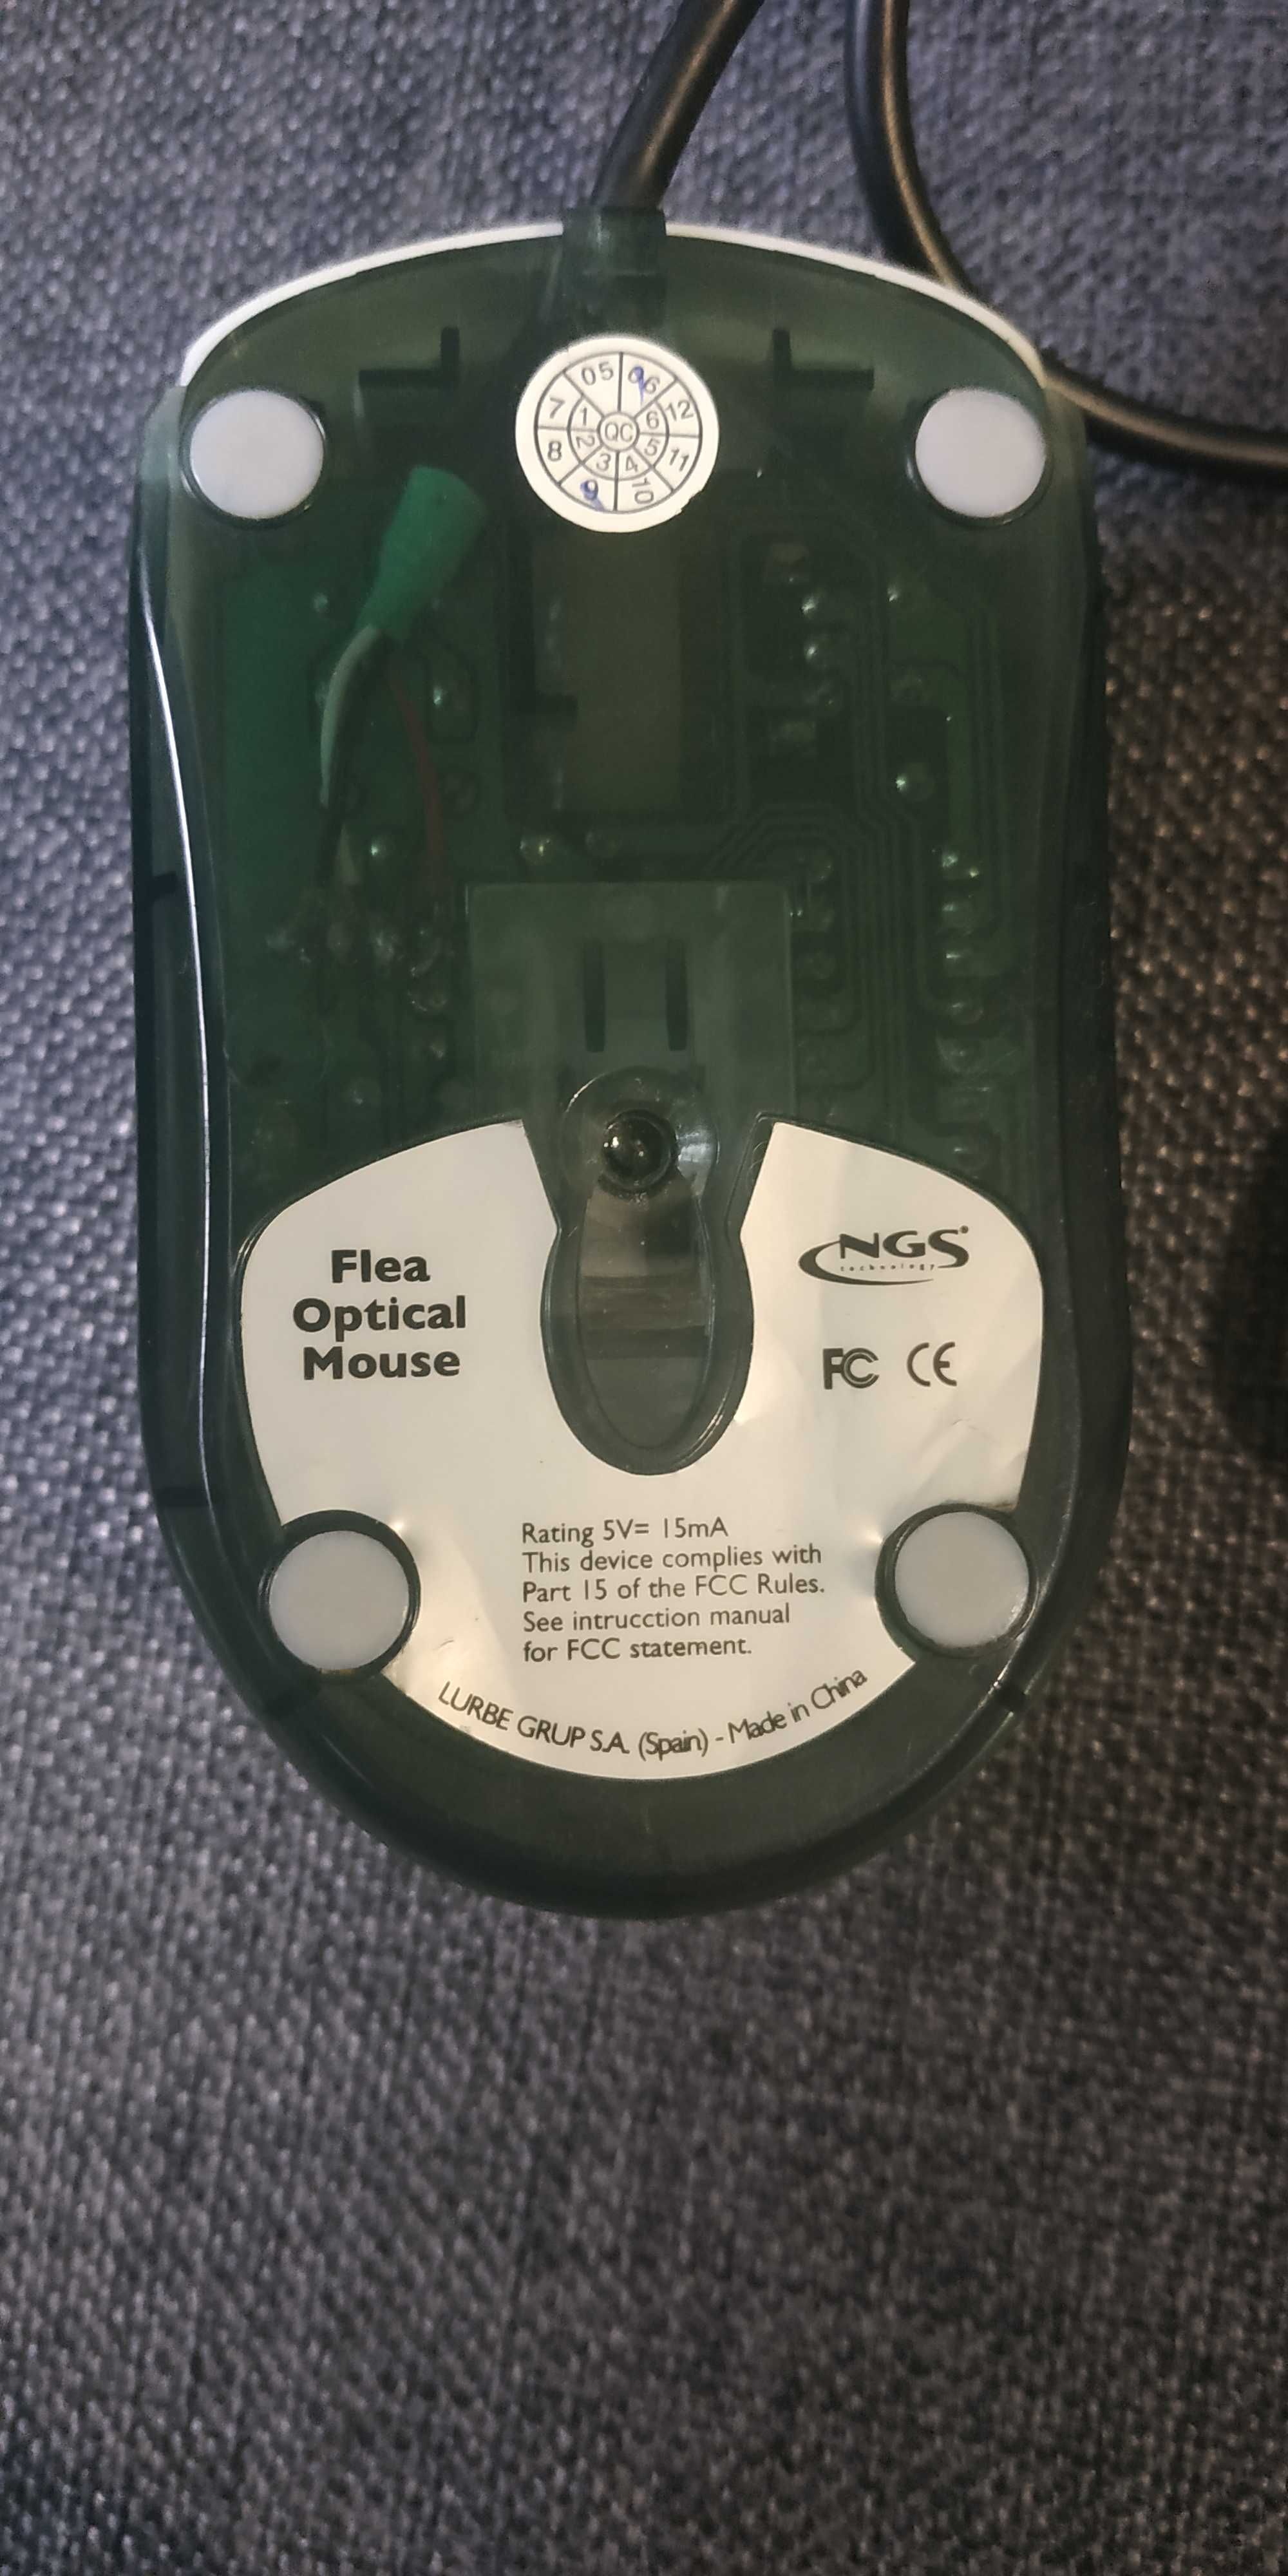 05 06
7 1 6 12
QC
8 2 5 11
3 4
9 10
Flea
Optical
Mouse
NGS®
technology
FC CE
Rating 5V= 15mA
This device complies with
Part 15 of the FCC Rules.
See intrucction manual
for FCC statement.
LURBE GRUP S.A. (Spain) - Made in China